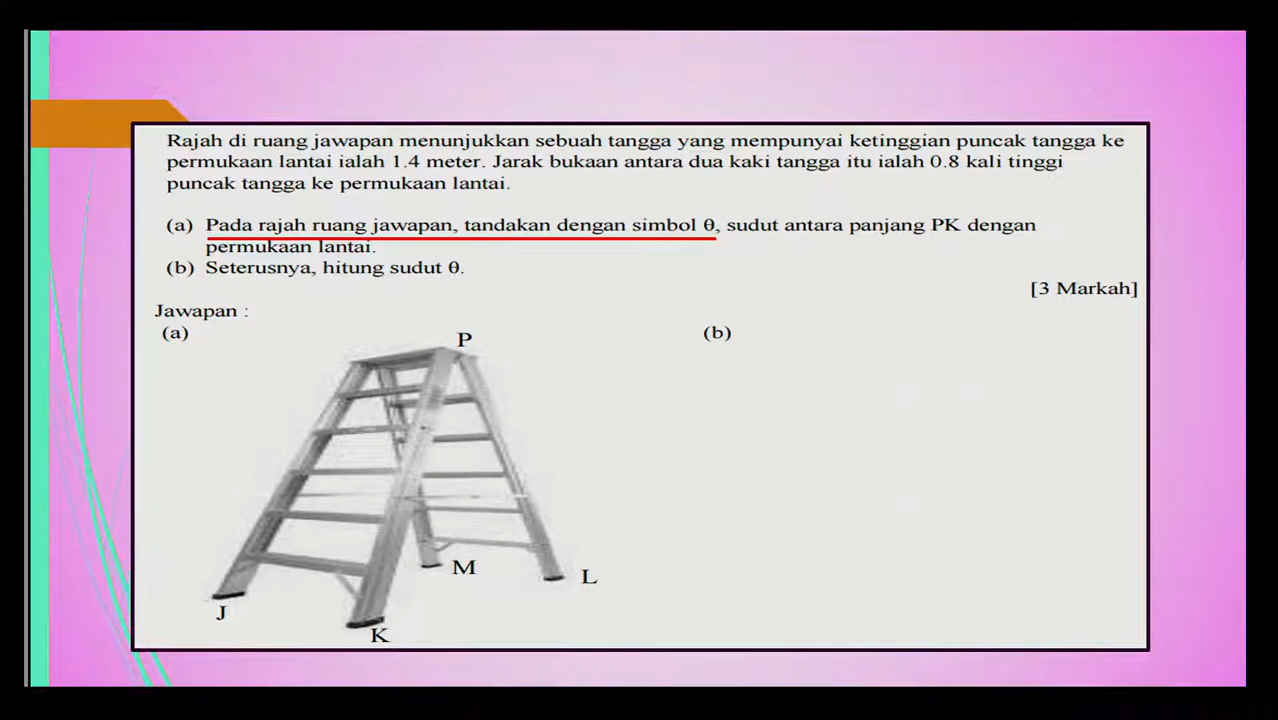 Rajah di ruang jawapan menunjukkan sebuah tangga yang mempunyai ketinggian puncak tangga ke
permukaan lantai ialah 1.4 meter. Jarak bukaan antara dua kaki tangga itu ialah 0.8 kali tinggi
puncak tangga ke permukaan lantai.
(a) Pada rajah ruang jawapan, tandakan dengan simbol θ, sudut antara panjang PK dengan
permukaan lantai.
(b) Seterusnya, hitung sudut θ.
[3 Markah]
Jawapan :
(a)
(b)
P
M
L
J
K